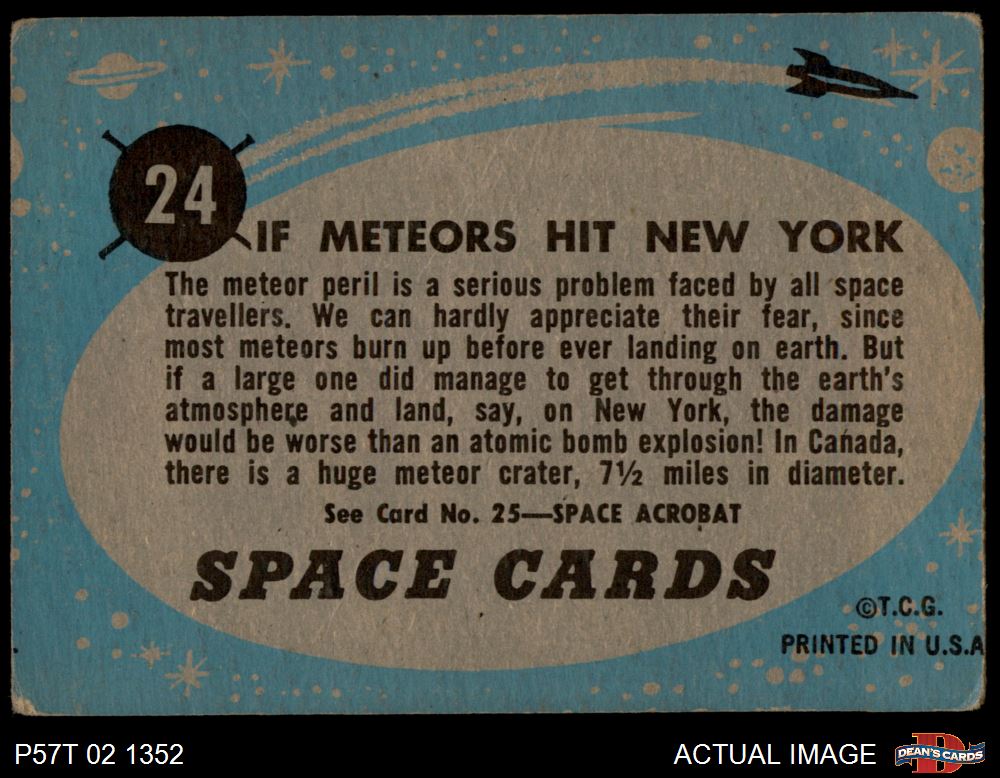 24
IF METEORS HIT NEW YORK
The meteor peril is a serious problem faced by all space
travellers. We can hardly appreciate their fear, since
most meteors burn up before ever landing on earth. But
if a large one did manage to get through the earth's
atmosphere and land, say, on New York, the damage
would be worse than an atomic bomb explosion! In Canada,
there is a huge meteor crater, 7½ miles in diameter.
See Card No. 25—SPACE ACROBAT
SPACE CARDS
©T.C.G.
PRINTED IN U.S.A
P57T 02 1352
ACTUAL IMAGE
D
DEAN'S CARDS